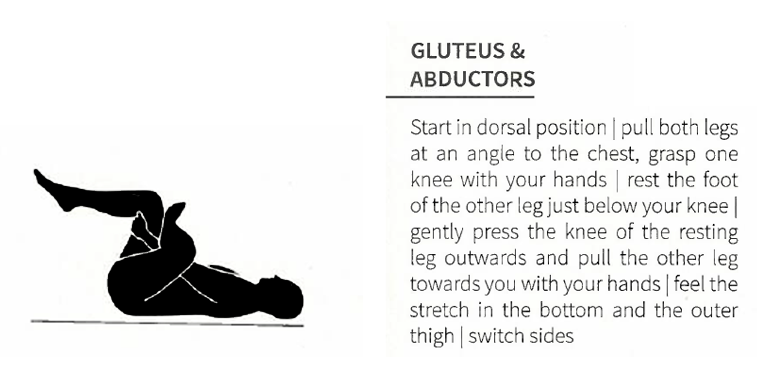 GLUTEUS &
ABDUCTORS
Start in dorsal position | pull both legs
at an angle to the chest, grasp one
knee with your hands | rest the foot
of the other leg just below your knee |
gently press the knee of the resting
leg outwards and pull the other leg
towards you with your hands | feel the
stretch in the bottom and the outer
thigh | switch sides